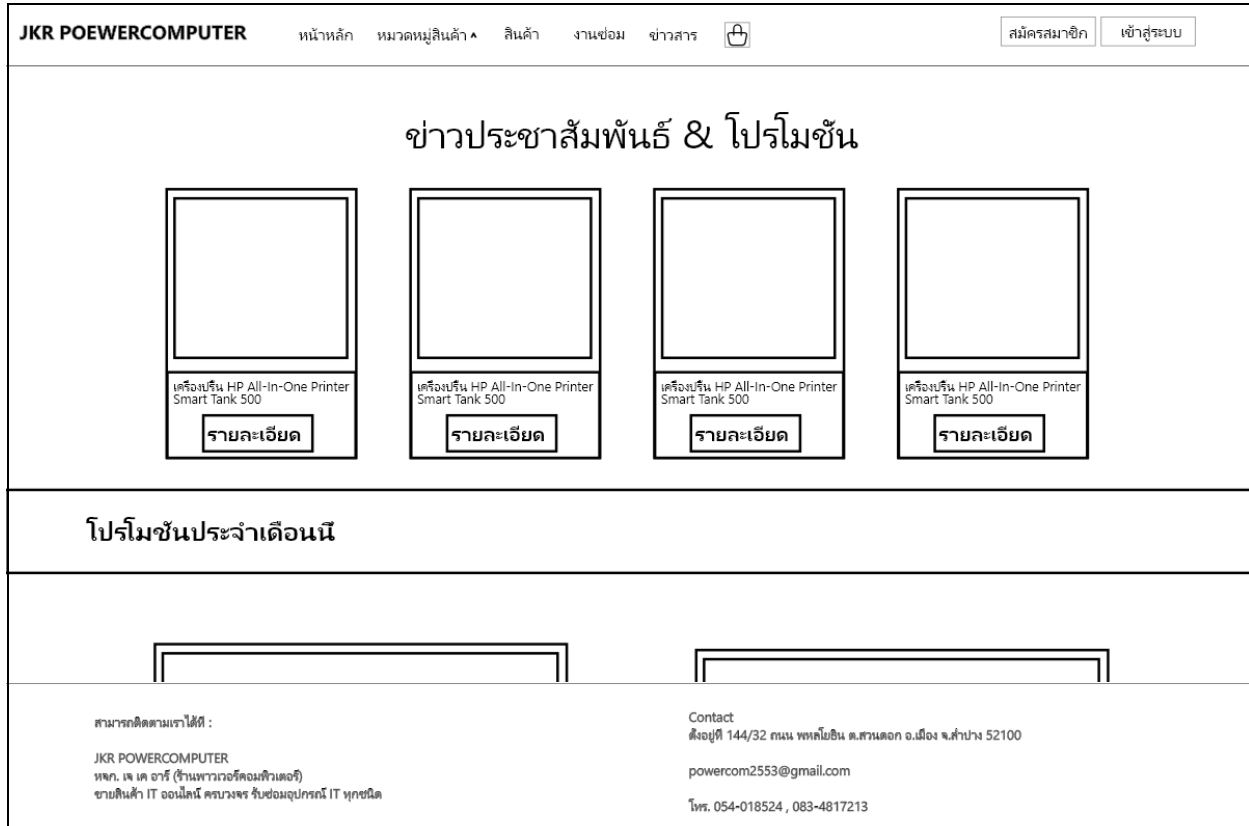 JKR POEWERCOMPUTER
หน้าหลัก
หมวดหมู่สินค้า
สินค้า
งานซ่อม
ข่าวสาร
สมัครสมาชิก
เข้าสู่ระบบ
ข่าวประชาสัมพันธ์ & โปรโมชั่น
เครื่องปริ้น HP All-In-One Printer
Smart Tank 500
รายละเอียด
เครื่องปริ้น HP All-In-One Printer
Smart Tank 500
รายละเอียด
เครื่องปริ้น HP All-In-One Printer
Smart Tank 500
รายละเอียด
เครื่องปริ้น HP All-In-One Printer
Smart Tank 500
รายละเอียด
โปรโมชั่นประจำเดือนนี้
สามารถติดตามเราได้ที่ :
JKR POWERCOMPUTER
หจก. เจ เค อาร์ (ร้านพาวเวอร์คอมพิวเตอร์)
ขายสินค้า IT ออนไลน์ ครบวงจร รับซ่อมอุปกรณ์ IT ทุกชนิด
Contact
ตั้งอยู่ที่ 144/32 ถนน พหลโยธิน ต.สวนดอก อ.เมือง จ.ลำปาง 52100
powercom2553@gmail.com
โทร. 054-018524 , 083-4817213